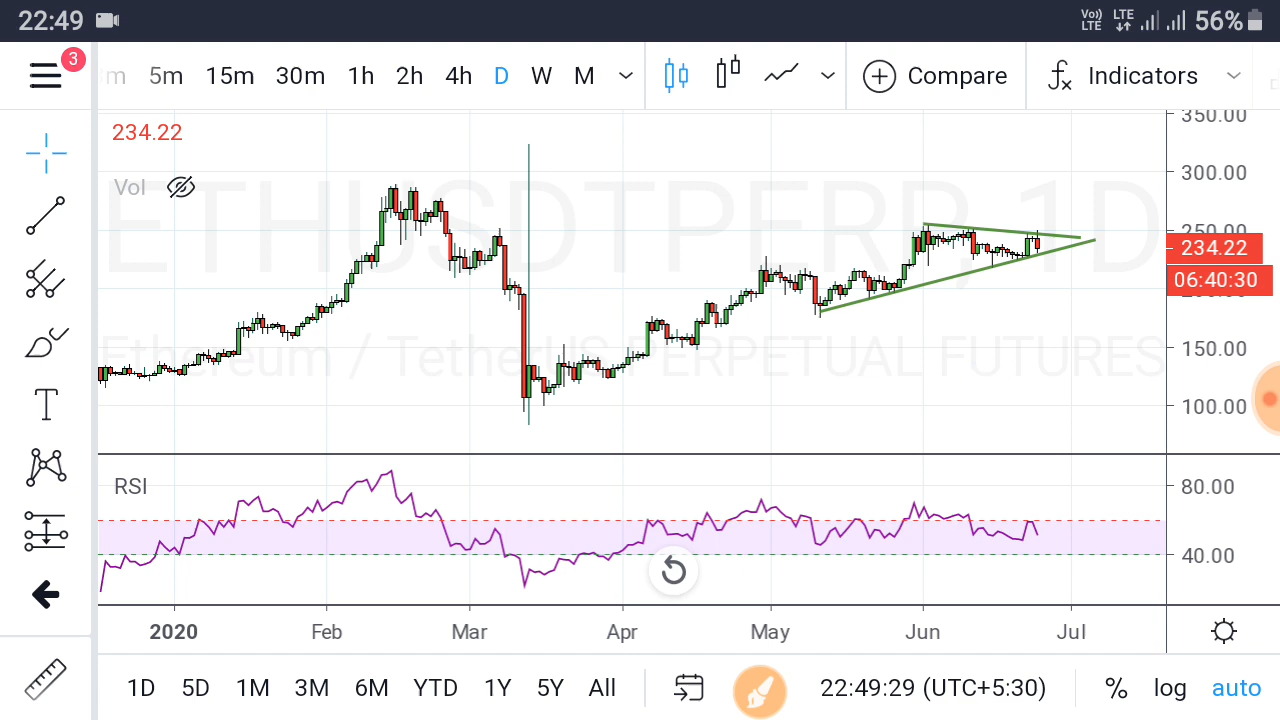 22:49 Vo)) LTE LTE 56%
3
m 5m 15m 30m 1h 2h 4h D W M Compare Indicators
234.22
Vol
ETHUSDTPERP, 1D
Ethereum / TetherUS PERPETUAL FUTURES
350.00
300.00
250.00
234.22
06:40:30
200.00
150.00
100.00
RSI
80.00
40.00
2020 Feb Mar Apr May Jun Jul
1D 5D 1M 3M 6M YTD 1Y 5Y All 22:49:29 (UTC+5:30) % log auto